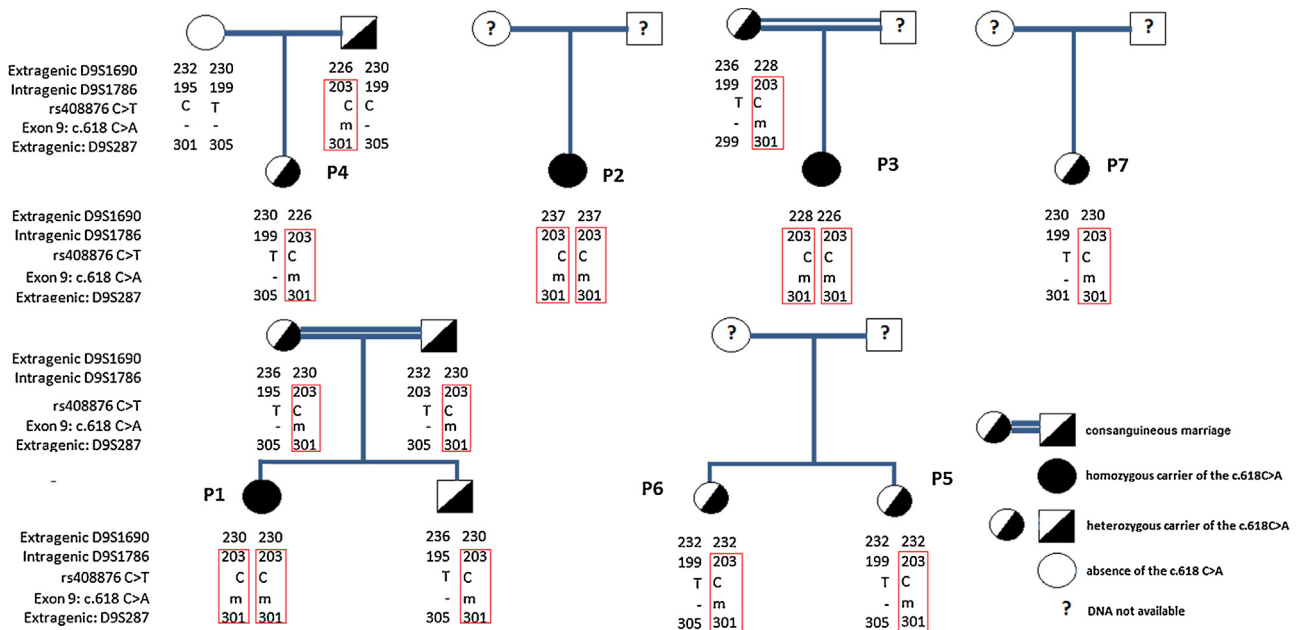 ? ? ? ?
Extragenic D9S1690 232 230 226 230 236 228
Intragenic D9S1786 195 199 203 199 199 203
rs408876 C>T C T C C T C
Exon 9: c.618 C>A - - m - - m
Extragenic: D9S287 301 305 301 305 299 301
P4 P2 P3 P7
Extragenic D9S1690 230 226 237 237 228 226 230 230
Intragenic D9S1786 199 203 203 203 203 203 199 203
rs408876 C>T T C C C C C T C
Exon 9: c.618 C>A - m m m m m - m
Extragenic: D9S287 305 301 301 301 301 301 301 301
? ?
Extragenic D9S1690 236 230 232 230
Intragenic D9S1786 195 203 203 203
rs408876 C>T T C T C
Exon 9: c.618 C>A - m - m
Extragenic: D9S287 305 301 305 301
-
P1 P6 P5
Extragenic D9S1690 230 230 236 230 232 232 232 232
Intragenic D9S1786 203 203 195 203 199 203 199 203
rs408876 C>T C C T C T C T C
Exon 9: c.618 C>A m m - m - m - m
Extragenic: D9S287 301 301 305 301 305 301 305 301
consanguineous marriage
homozygous carrier of the c.618C>A
heterozygous carrier of the c.618C>A
absence of the c.618 C>A
? DNA not available